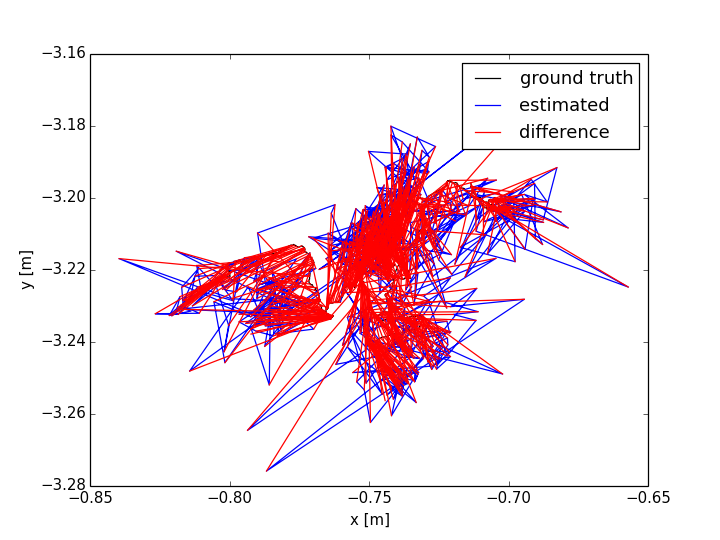 −3.16
ground truth
estimated
difference
−3.18
−3.20
−3.22
−3.24
−3.26
−3.28
y [m]
−0.85
−0.80
−0.75
−0.70
−0.65
x [m]